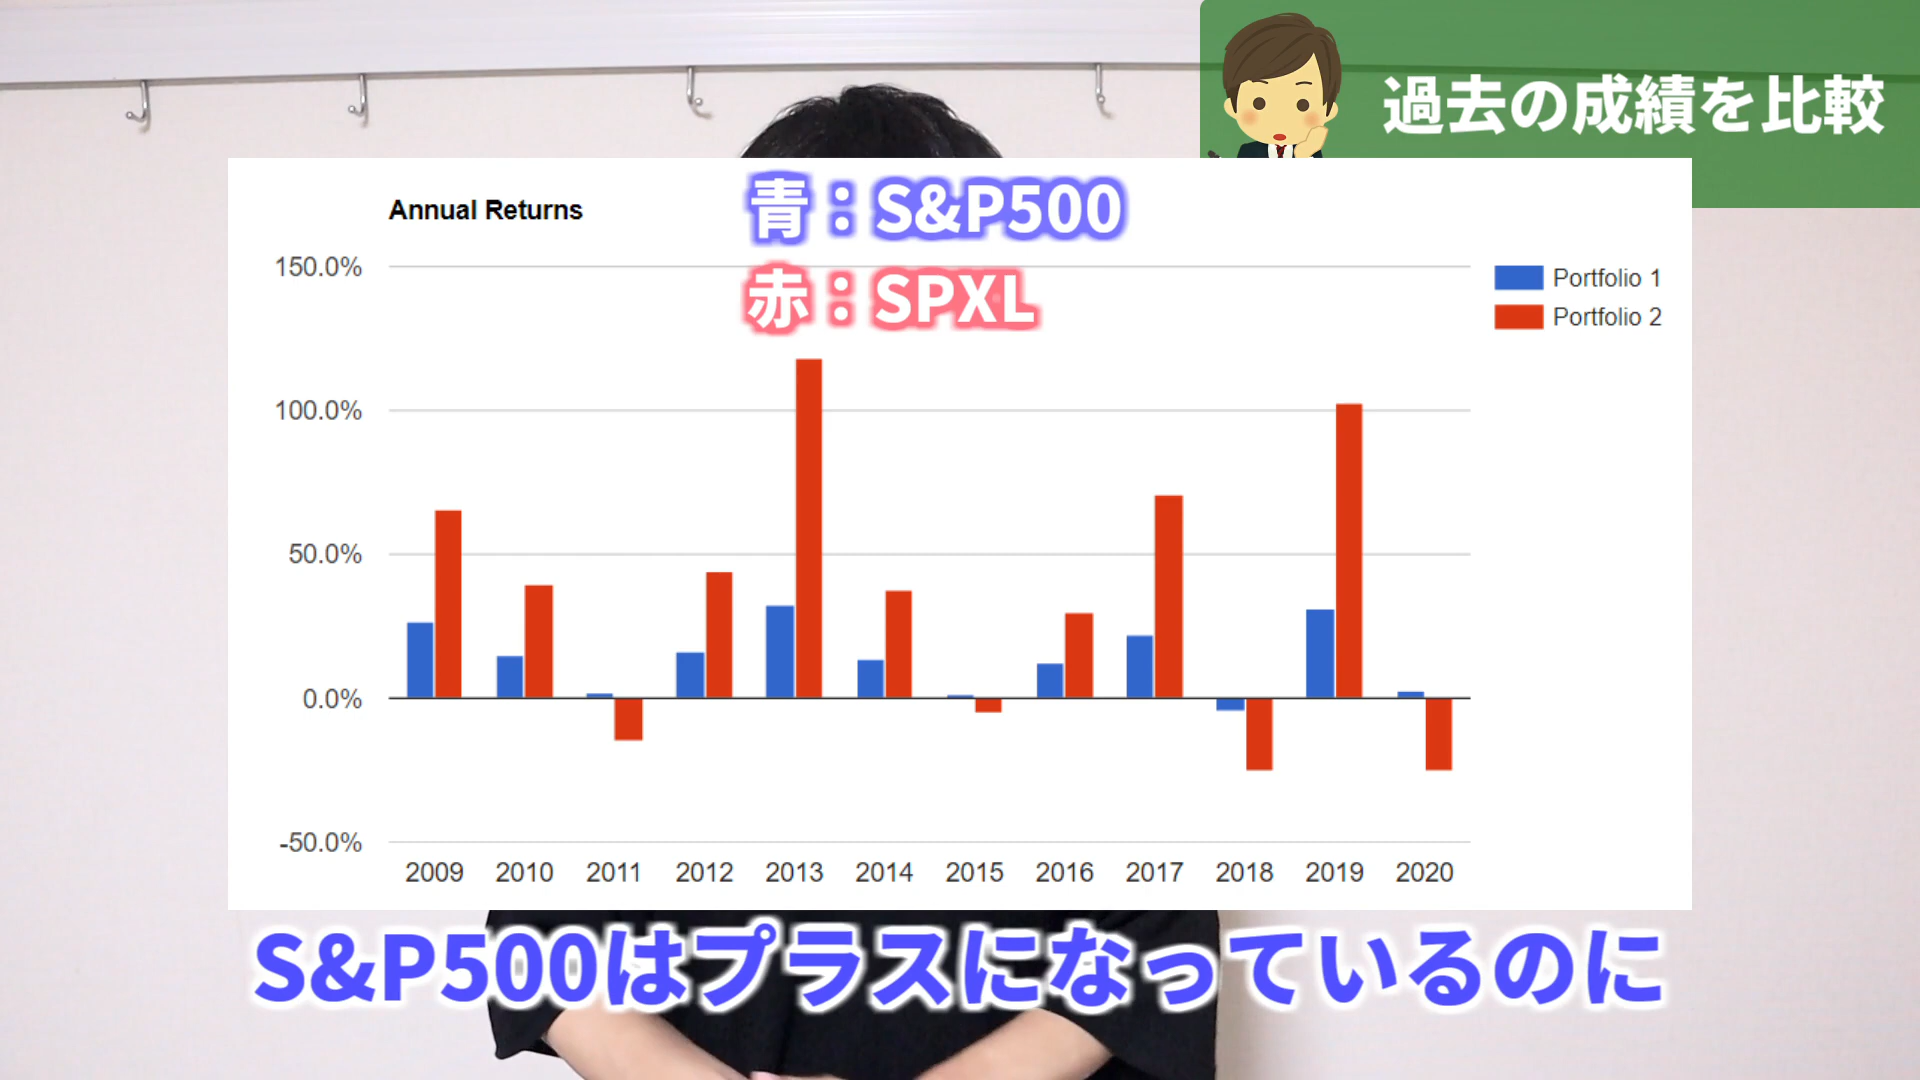 過去の成績を比較
Annual Returns
青：S&P500
赤：SPXL
150.0%
100.0%
50.0%
0.0%
-50.0%
Portfolio 1
Portfolio 2
2009 2010 2011 2012 2013 2014 2015 2016 2017 2018 2019 2020
S&P500はプラスになっているのに